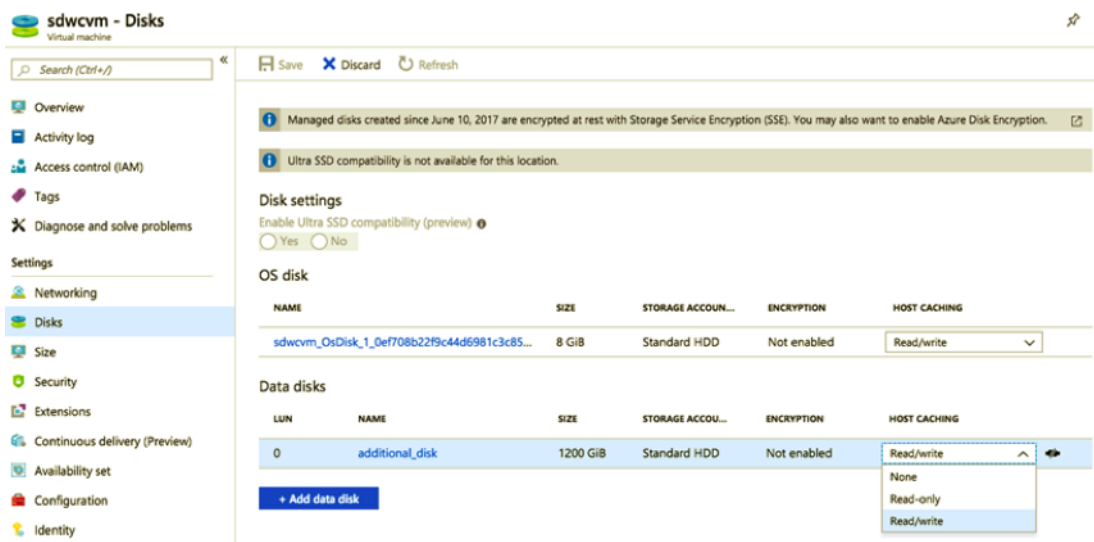 sdwcvm - Disks
Virtual machine
Search (Ctrl+/)
«
Overview
Activity log
Access control (IAM)
Tags
Diagnose and solve problems
Settings
Networking
Disks
Size
Security
Extensions
Continuous delivery (Preview)
Availability set
Configuration
Identity
Save Discard Refresh
Managed disks created since June 10, 2017 are encrypted at rest with Storage Service Encryption (SSE). You may also want to enable Azure Disk Encryption.
Ultra SSD compatibility is not available for this location.
Disk settings
Enable Ultra SSD compatibility (preview)
Yes No
OS disk
NAME SIZE STORAGE ACCOUN... ENCRYPTION HOST CACHING
sdwcvm_OsDisk_1_0ef708b22f9c44d6981c3c85... 8 GiB Standard HDD Not enabled Read/write
Data disks
LUN NAME SIZE STORAGE ACCOU... ENCRYPTION HOST CACHING
0 additional_disk 1200 GiB Standard HDD Not enabled Read/write
None
Read-only
Read/write
+ Add data disk